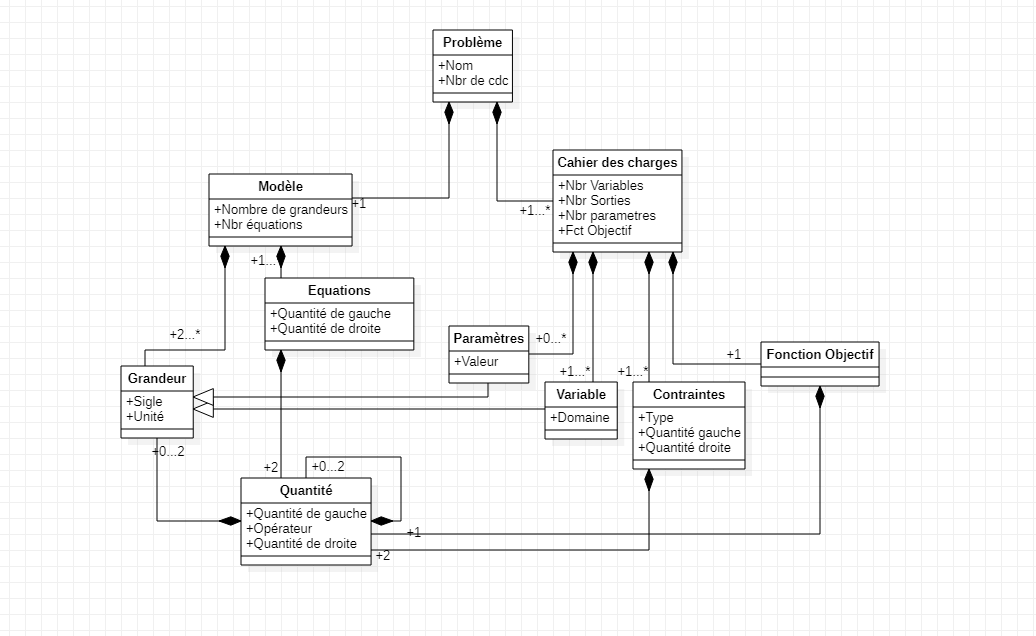 Problème
+Nom
+Nbr de cdc
Cahier des charges
+Nbr Variables
+Nbr Sorties
+Nbr parametres
+Fct Objectif
+1...*
Modèle
+Nombre de grandeurs
+Nbr équations
+1
+1...
Equations
+Quantité de gauche
+Quantité de droite
+2...*
Paramètres
+Valeur
+0...*
+1
Fonction Objectif
Grandeur
+Sigle
+Unité
+1...*
Variable
+Domaine
+1...*
Contraintes
+Type
+Quantité gauche
+Quantité droite
+0...2
+2
+0...2
Quantité
+Quantité de gauche
+Opérateur
+Quantité de droite
+1
+2